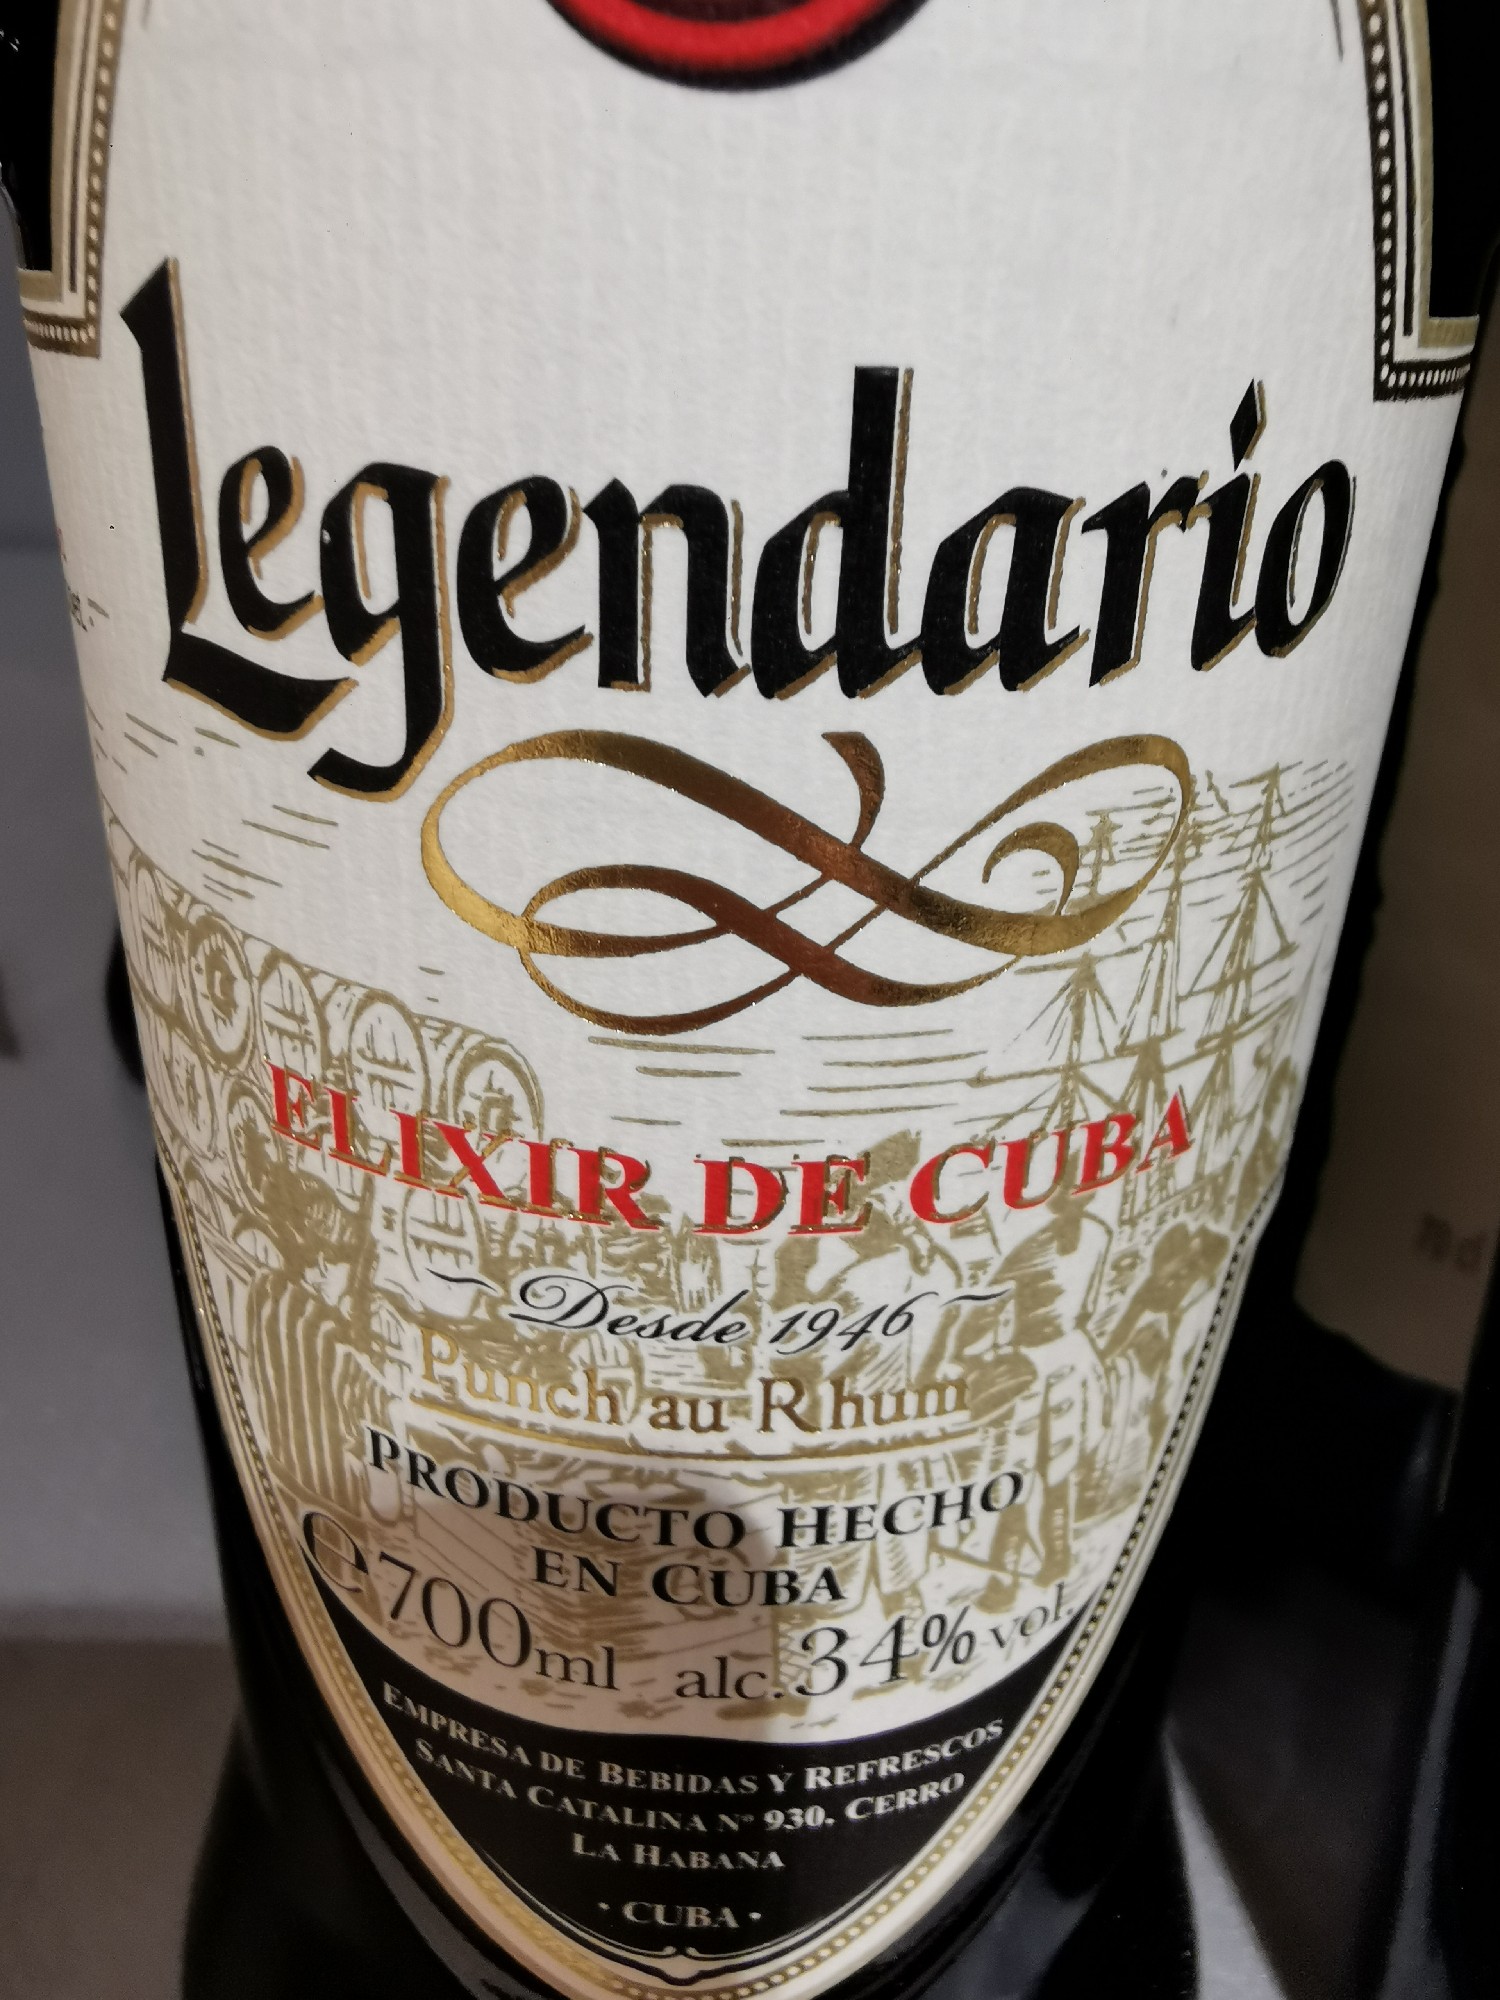 Legendario
ELIXIR DE CUBA
~ Desde 1946 ~
Punch au Rhum
PRODUCTO HECHO
EN CUBA
℮ 700ml alc. 34% vol.
EMPRESA DE BEBIDAS Y REFRESCOS
SANTA CATALINA Nº 930. CERRO
LA HABANA
· CUBA ·